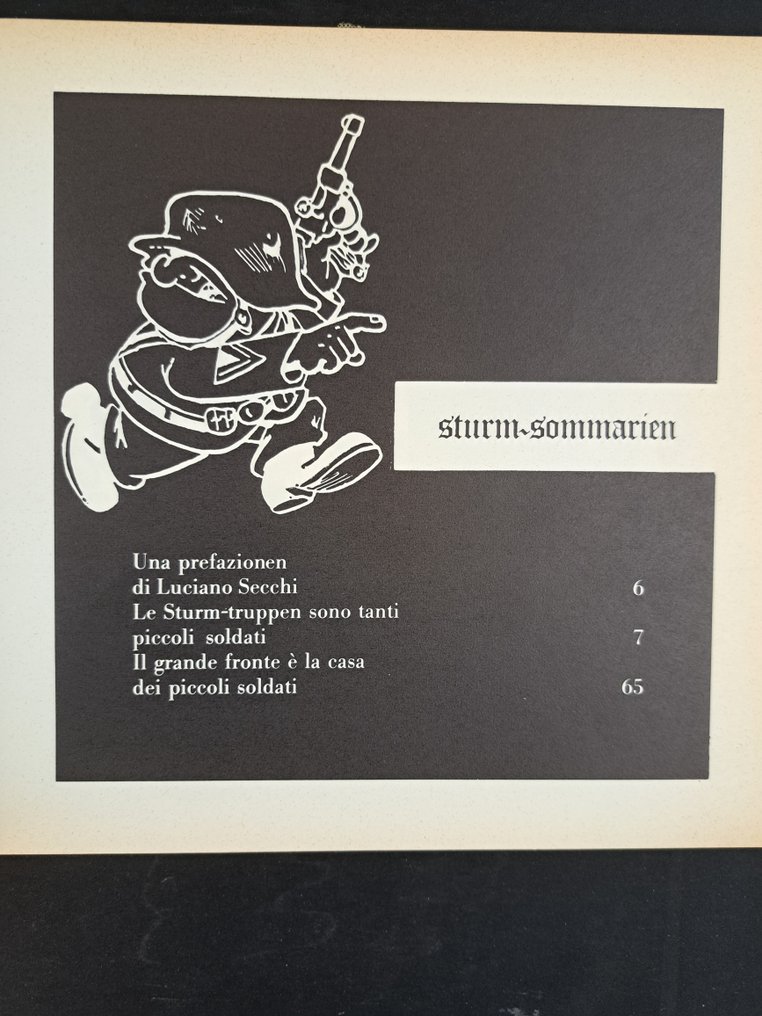 sturm-sommarien
Una prefazionen
di Luciano Secchi 6
Le Sturm-truppen sono tanti
piccoli soldati 7
Il grande fronte è la casa
dei piccoli soldati 65